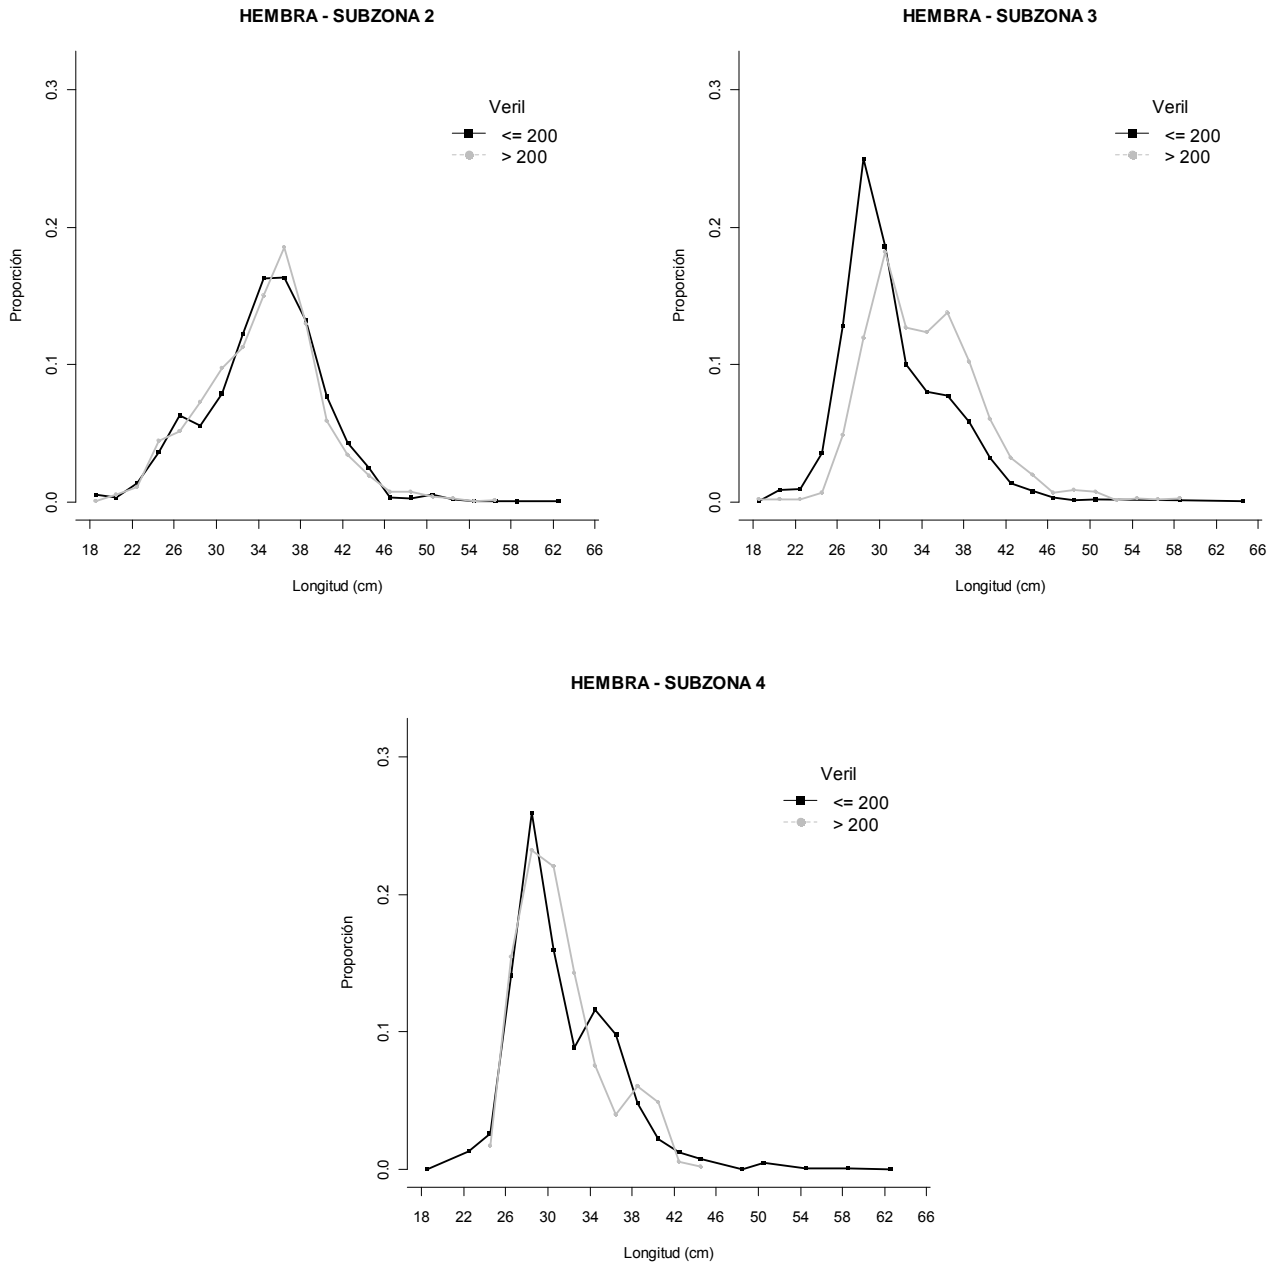 HEMBRA - SUBZONA 2
0.3
0.2
0.1
0.0
Proporción
Veril
<= 200
> 200
18 22 26 30 34 38 42 46 50 54 58 62 66
Longitud (cm)
HEMBRA - SUBZONA 3
0.3
0.2
0.1
0.0
Proporción
Veril
<= 200
> 200
18 22 26 30 34 38 42 46 50 54 58 62 66
Longitud (cm)
HEMBRA - SUBZONA 4
0.3
0.2
0.1
0.0
Proporción
Veril
<= 200
> 200
18 22 26 30 34 38 42 46 50 54 58 62 66
Longitud (cm)